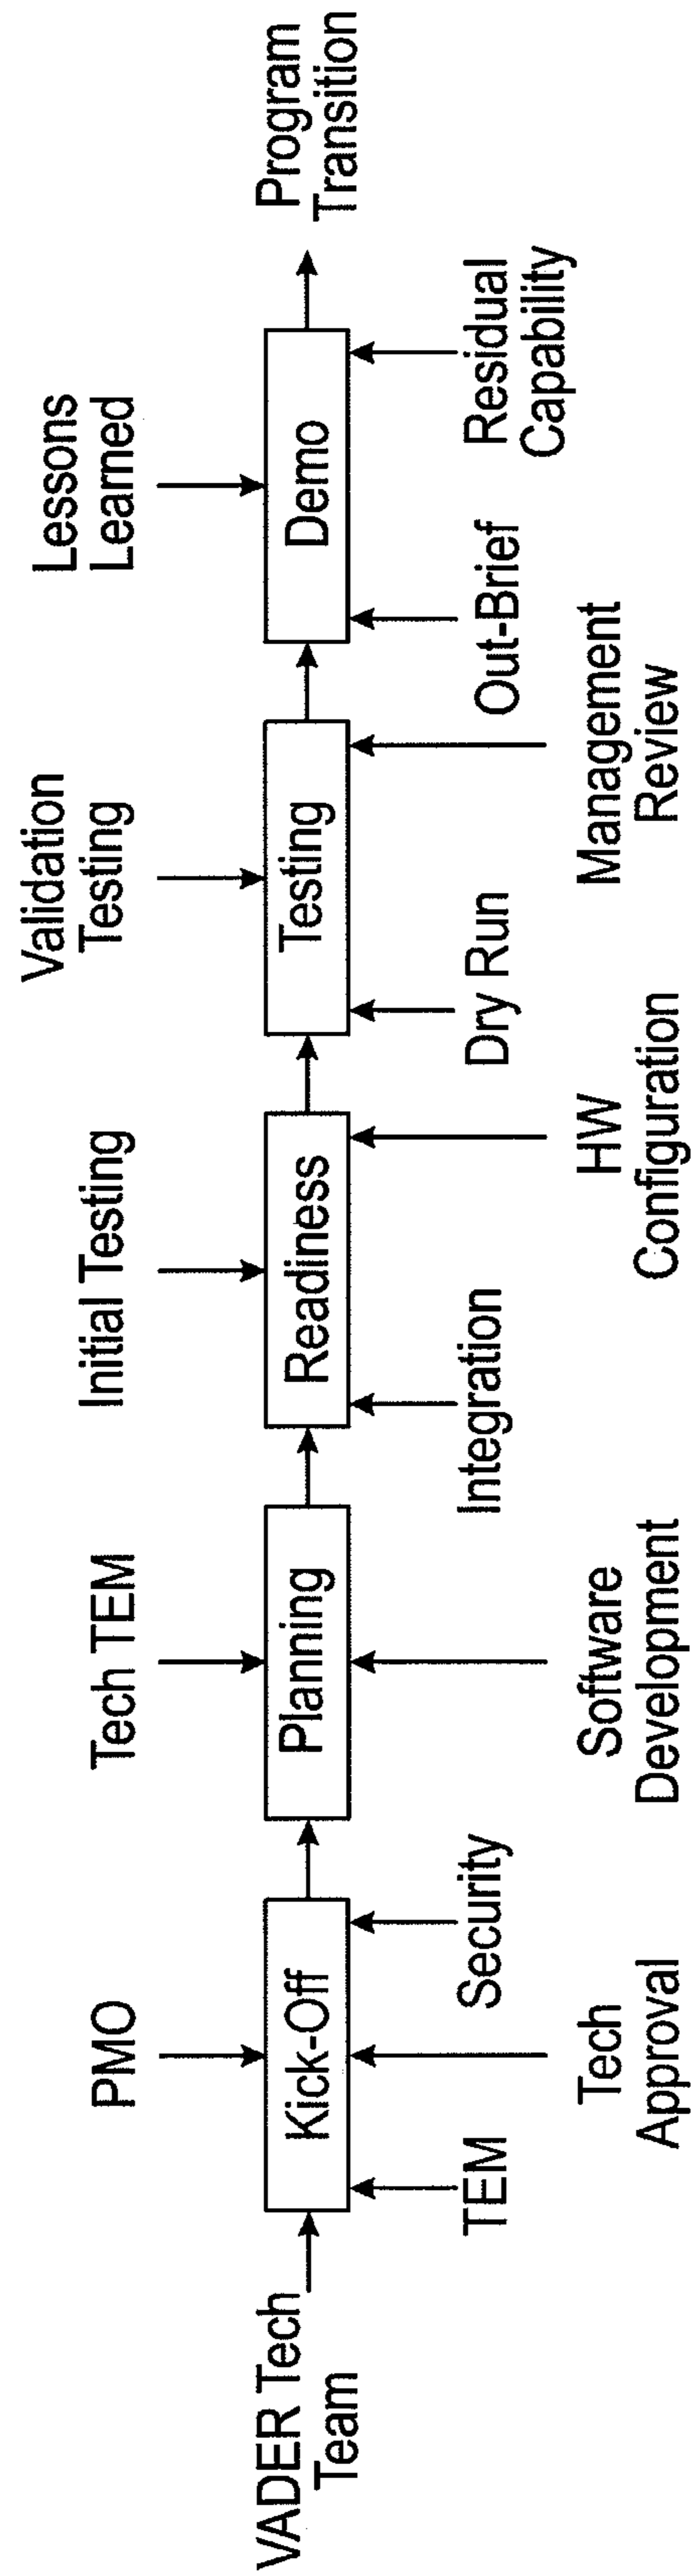 VADER Tech
Team
PMO
Kick-Off
TEM
Tech
Approval
Security
Tech TEM
Planning
Software
Development
Initial Testing
Readiness
Integration
HW
Configuration
Validation
Testing
Testing
Dry Run
Management
Review
Lessons
Learned
Demo
Out-Brief
Residual
Capability
Program
Transition